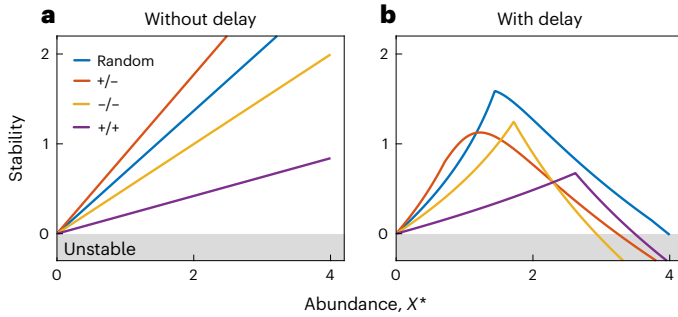 a Without delay
b With delay
2
1
0
Stability
Random
+/−
−/−
+/+
Unstable
0
2
4
2
1
0
0
2
4
Abundance, X*